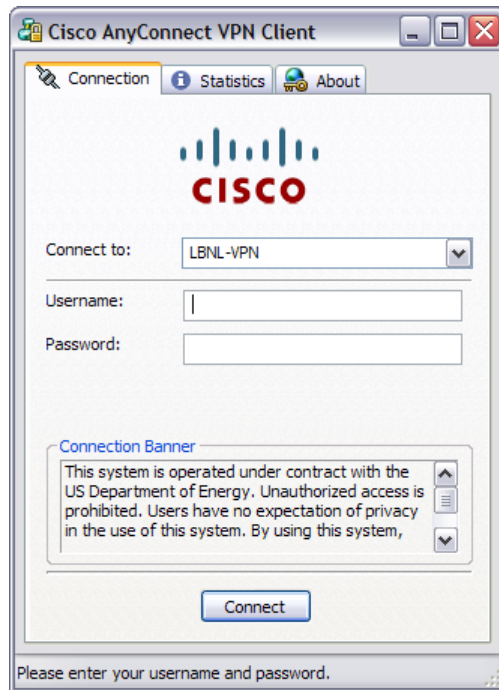 Cisco AnyConnect VPN Client
Connection Statistics About
CISCO
Connect to: LBNL-VPN
Username:
Password:
Connection Banner
This system is operated under contract with the
US Department of Energy. Unauthorized access is
prohibited. Users have no expectation of privacy
in the use of this system. By using this system,
Connect
Please enter your username and password.